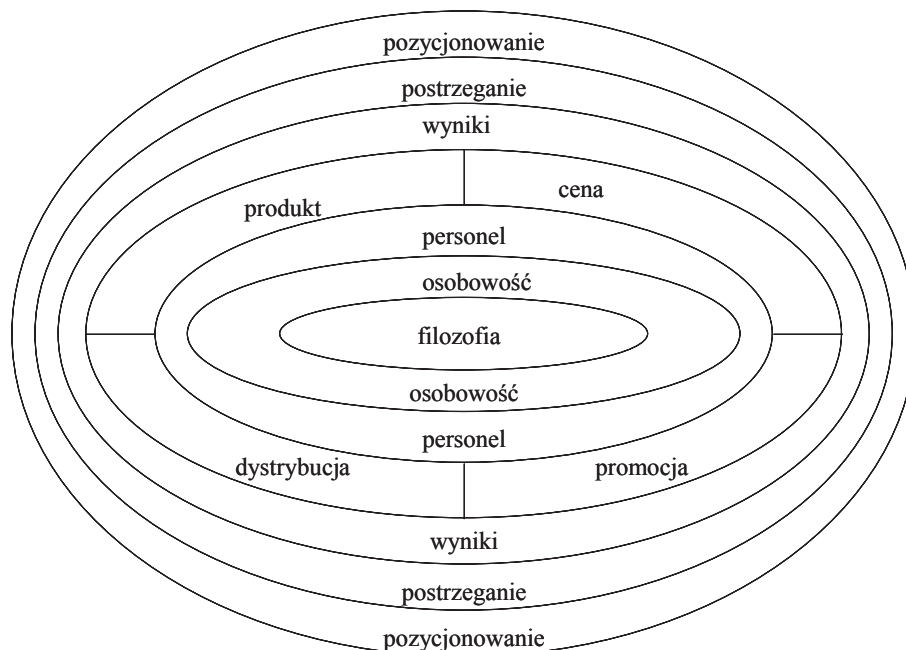 pozycjonowanie
postrzeganie
wyniki
cena
produkt
personel
osobowość
filozofia
osobowość
personel
dystrybucja
promocja
wyniki
postrzeganie
pozycjonowanie